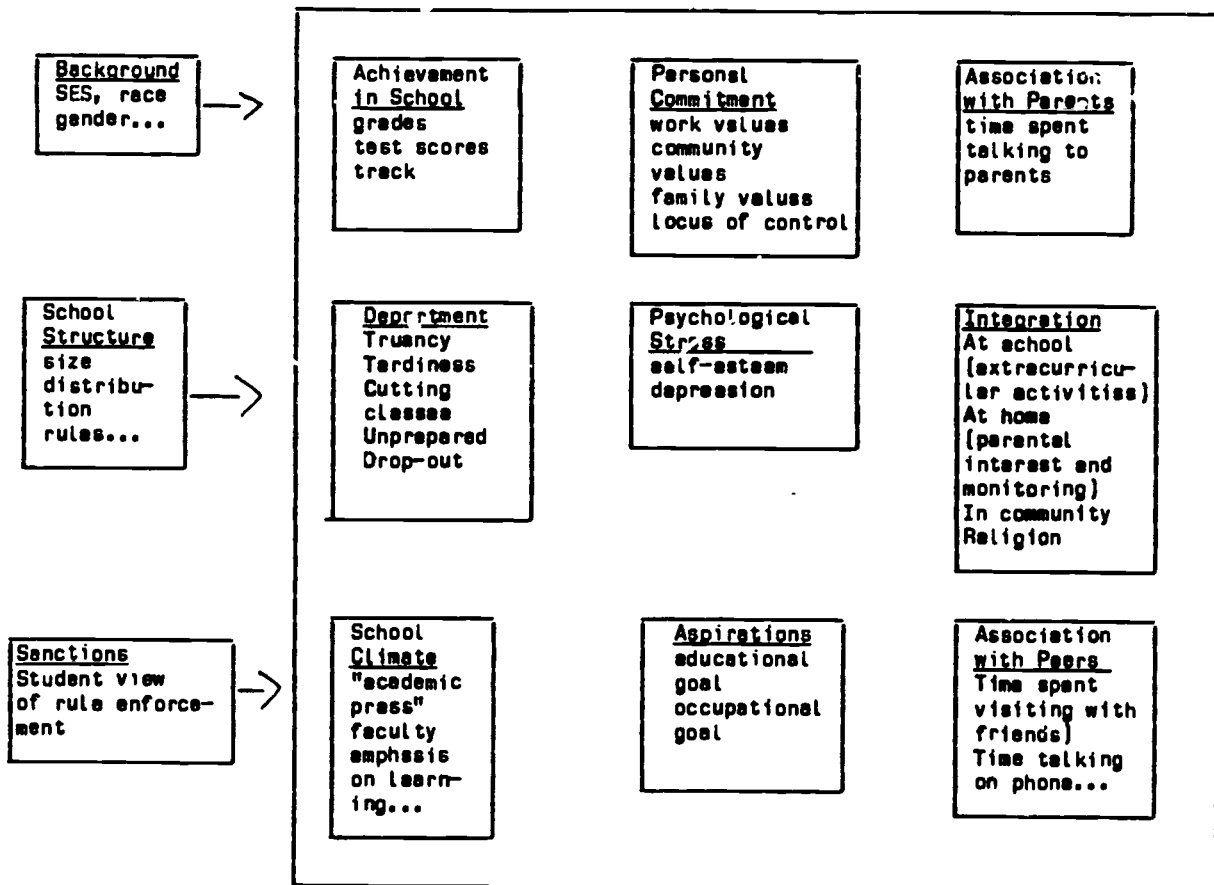 Background
SES, race
gender...
Achievement
in School
grades
test scores
track
Personal
Commitment
work values
community
values
family values
locus of control
Association
with Parents
time spent
talking to
parents
School
Structure
size
distribu-
tion
rules...
Deportment
Truancy
Tardiness
Cutting
classes
Unprepared
Drop-out
Psychological
Stress
self-esteem
depression
Integration
At school
(extracurricu-
lar activities)
At home
(parental
interest and
monitoring)
In community
Religion
Sanctions
Student view
of rule enforce-
ment
School
Climate
"academic
press"
faculty
emphasis
on learn-
ing...
Aspirations
educational
goal
occupational
goal
Association
with Peers
Time spent
visiting with
friends)
Time talking
on phone...